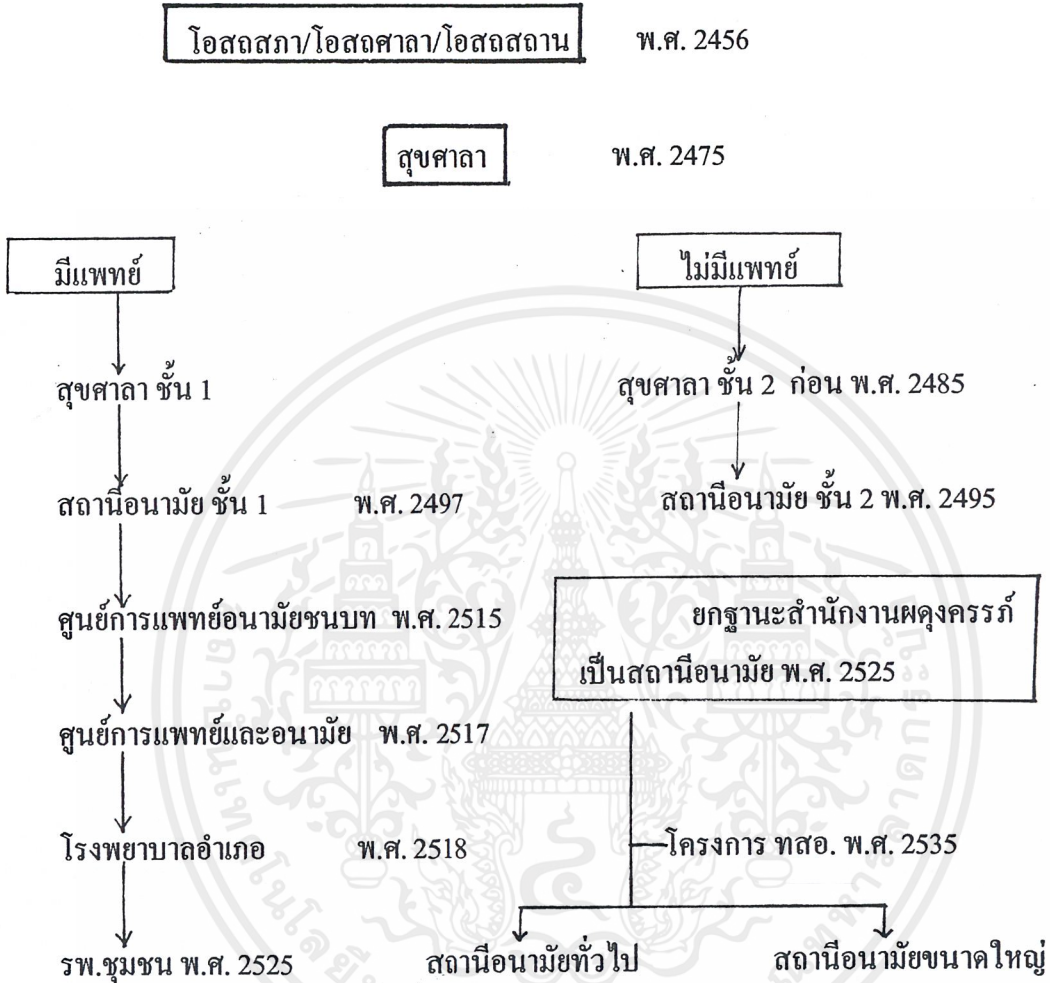 โอสถสภา/โอสถศาลา/โอสถสถาน พ.ศ. 2456
สุขศาลา พ.ศ. 2475
มีแพทย์ ไม่มีแพทย์
สุขศาลา ชั้น 1 สุขศาลา ชั้น 2 ก่อน พ.ศ. 2485
สถานีอนามัย ชั้น 1 พ.ศ. 2497 สถานีอนามัย ชั้น 2 พ.ศ. 2495
ศูนย์การแพทย์อนามัยชนบท พ.ศ. 2515 ยกฐานะสำนักงานผดุงครรภ์
เป็นสถานีอนามัย พ.ศ. 2525
ศูนย์การแพทย์และอนามัย พ.ศ. 2517
โรงพยาบาลอำเภอ พ.ศ. 2518 โครงการ ทสอ. พ.ศ. 2535
รพ.ชุมชน พ.ศ. 2525 สถานีอนามัยทั่วไป สถานีอนามัยขนาดใหญ่